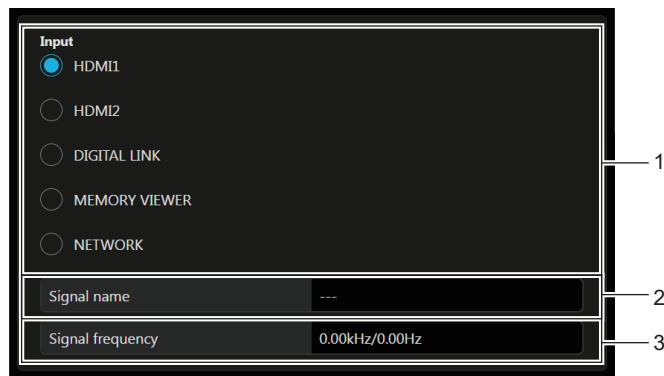 Input
HDMI1
HDMI2
DIGITAL LINK
MEMORY VIEWER
NETWORK
1
Signal name ---
2
Signal frequency 0.00kHz/0.00Hz
3